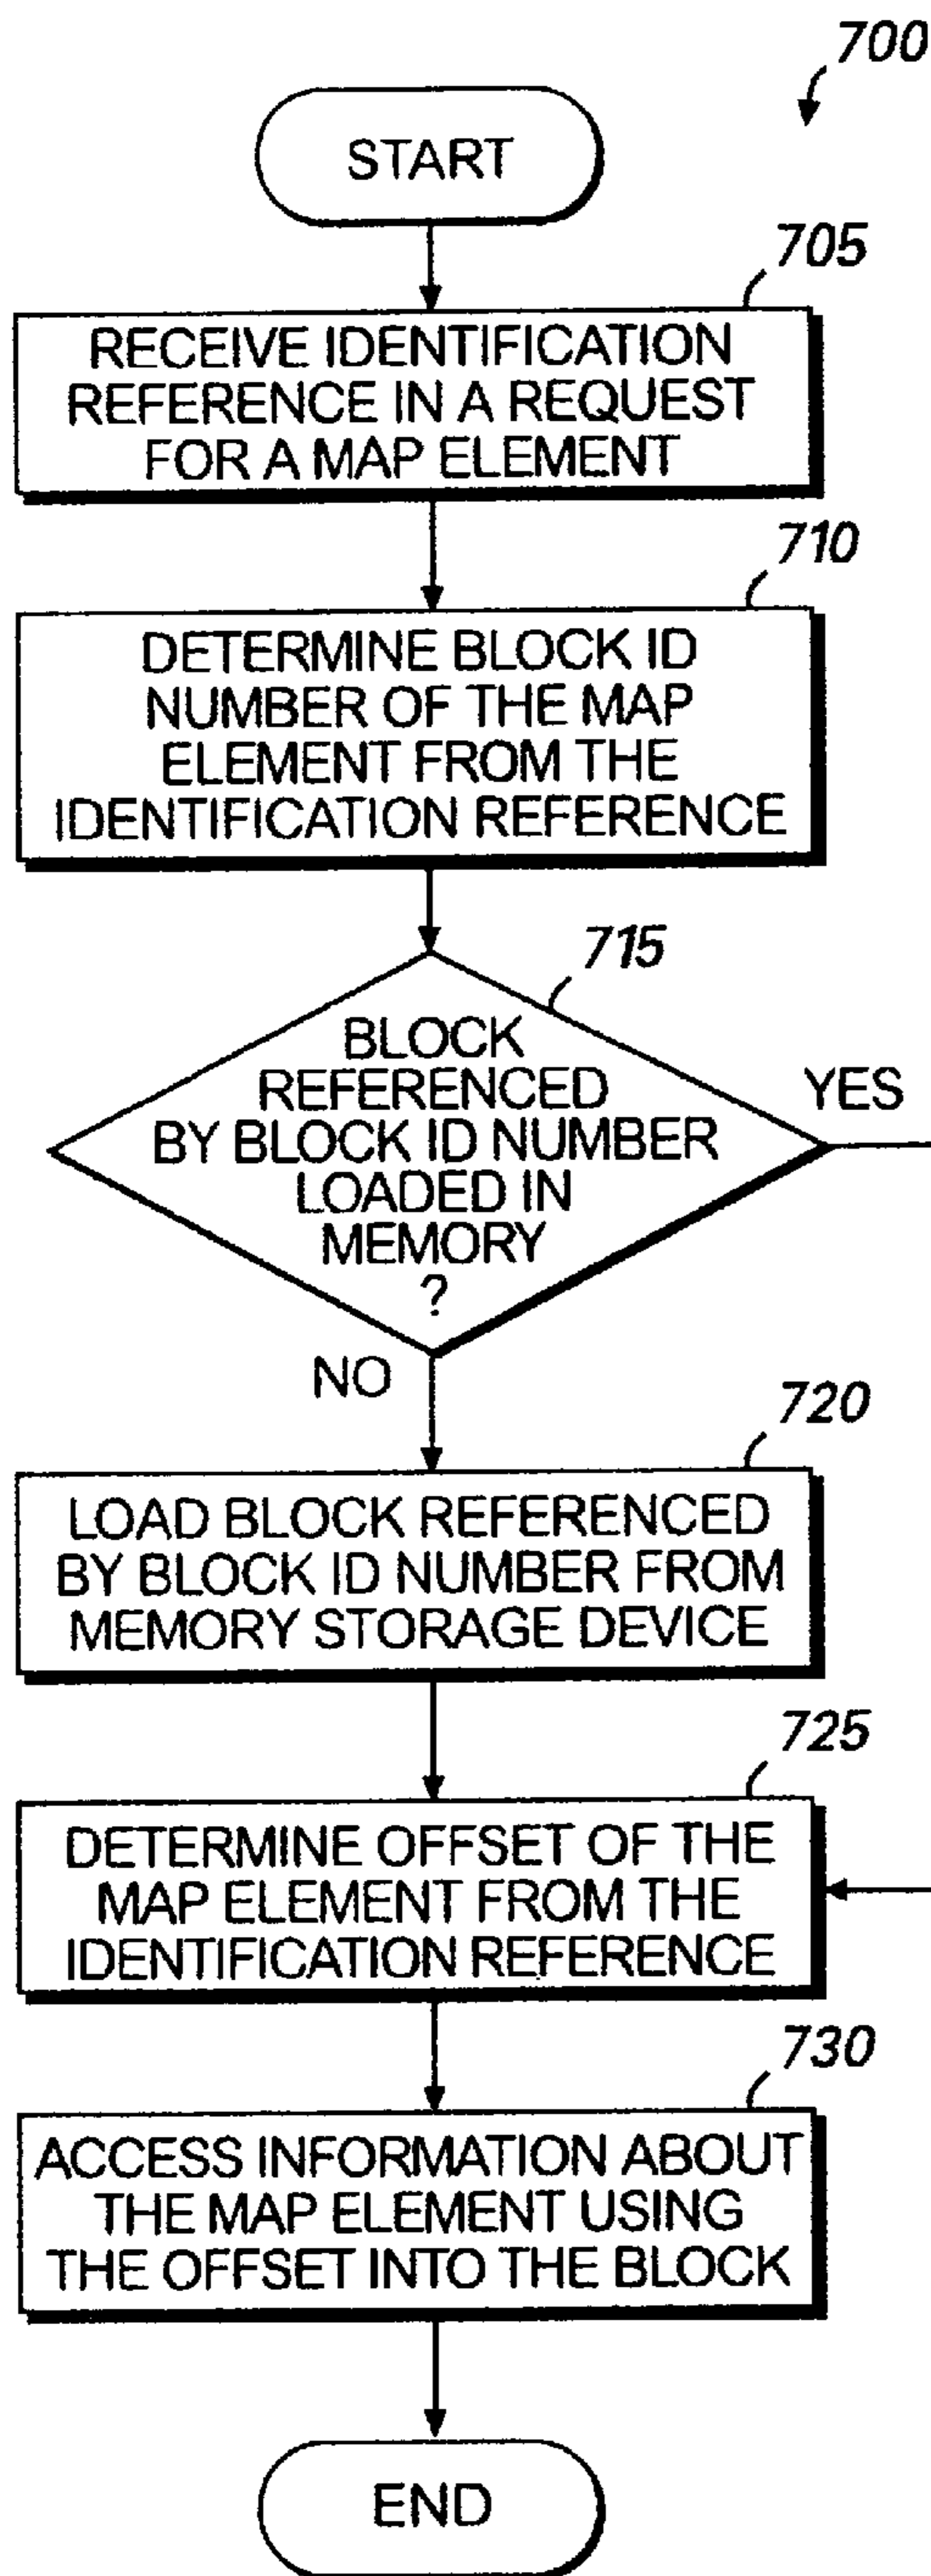 700
START
705
RECEIVE IDENTIFICATION
REFERENCE IN A REQUEST
FOR A MAP ELEMENT
710
DETERMINE BLOCK ID
NUMBER OF THE MAP
ELEMENT FROM THE
IDENTIFICATION REFERENCE
715
BLOCK
REFERENCED
BY BLOCK ID NUMBER
LOADED IN
MEMORY
?
YES
NO
720
LOAD BLOCK REFERENCED
BY BLOCK ID NUMBER FROM
MEMORY STORAGE DEVICE
725
DETERMINE OFFSET OF THE
MAP ELEMENT FROM THE
IDENTIFICATION REFERENCE
730
ACCESS INFORMATION ABOUT
THE MAP ELEMENT USING
THE OFFSET INTO THE BLOCK
END